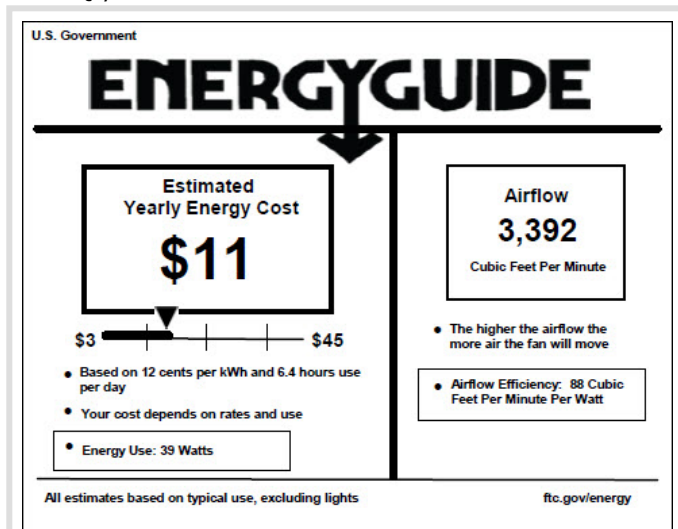 U.S. Government
ENERGYGUIDE
Estimated
Yearly Energy Cost
$11
$3
$45
• Based on 12 cents per kWh and 6.4 hours use
per day
• Your cost depends on rates and use
• Energy Use: 39 Watts
Airflow
3,392
Cubic Feet Per Minute
• The higher the airflow the
more air the fan will move
• Airflow Efficiency: 88 Cubic
Feet Per Minute Per Watt
All estimates based on typical use, excluding lights
ftc.gov/energy